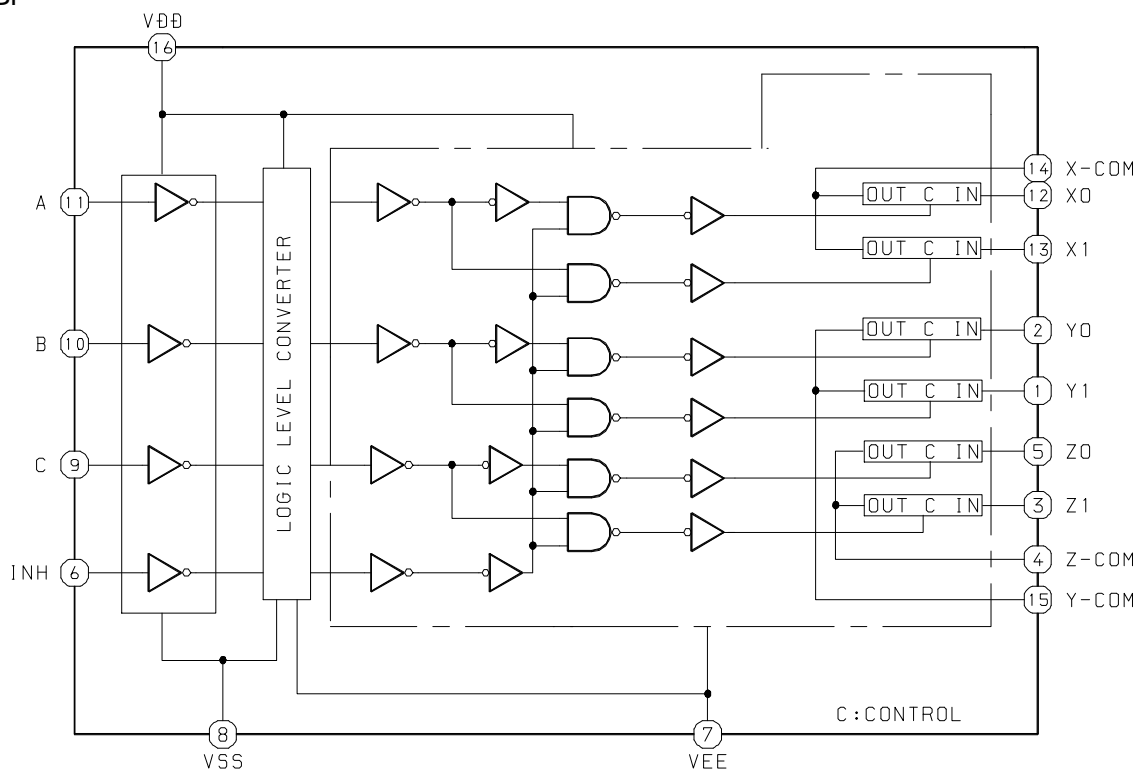 VDD
16
14 X-COM
A 11
OUT C IN 12 X0
OUT C IN 13 X1
LOGIC LEVEL CONVERTER
B 10
OUT C IN 2 Y0
OUT C IN 1 Y1
C 9
OUT C IN 5 Z0
OUT C IN 3 Z1
4 Z-COM
INH 6
15 Y-COM
C:CONTROL
8
VSS
7
VEE